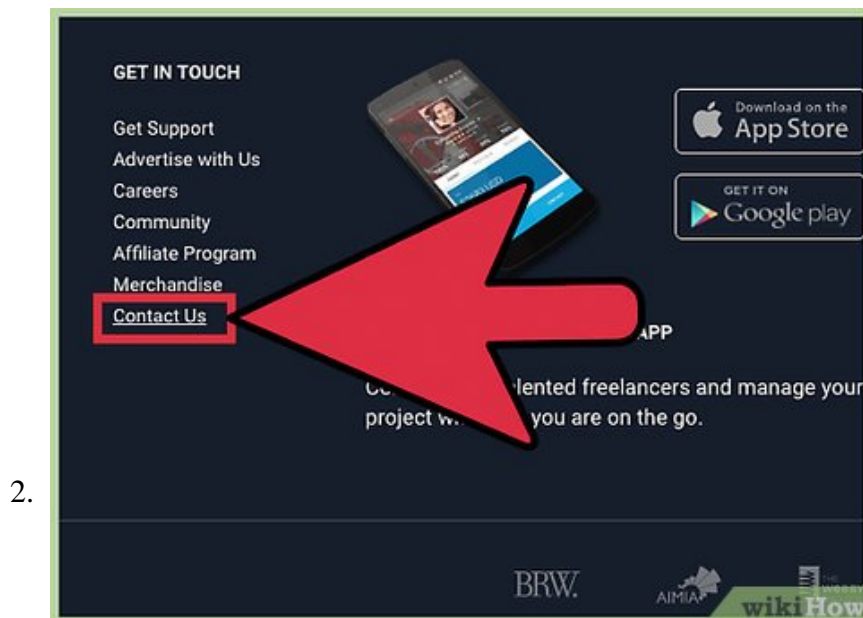 GET IN TOUCH
Get Support
Advertise with Us
Careers
Community
Affiliate Program
Merchandise
Contact Us
Download on the
App Store
GET IT ON
Google play
APP
lented freelancers and manage your
project
you are on the go.
2.
BRW.
AIMIA
THE
wikiHow